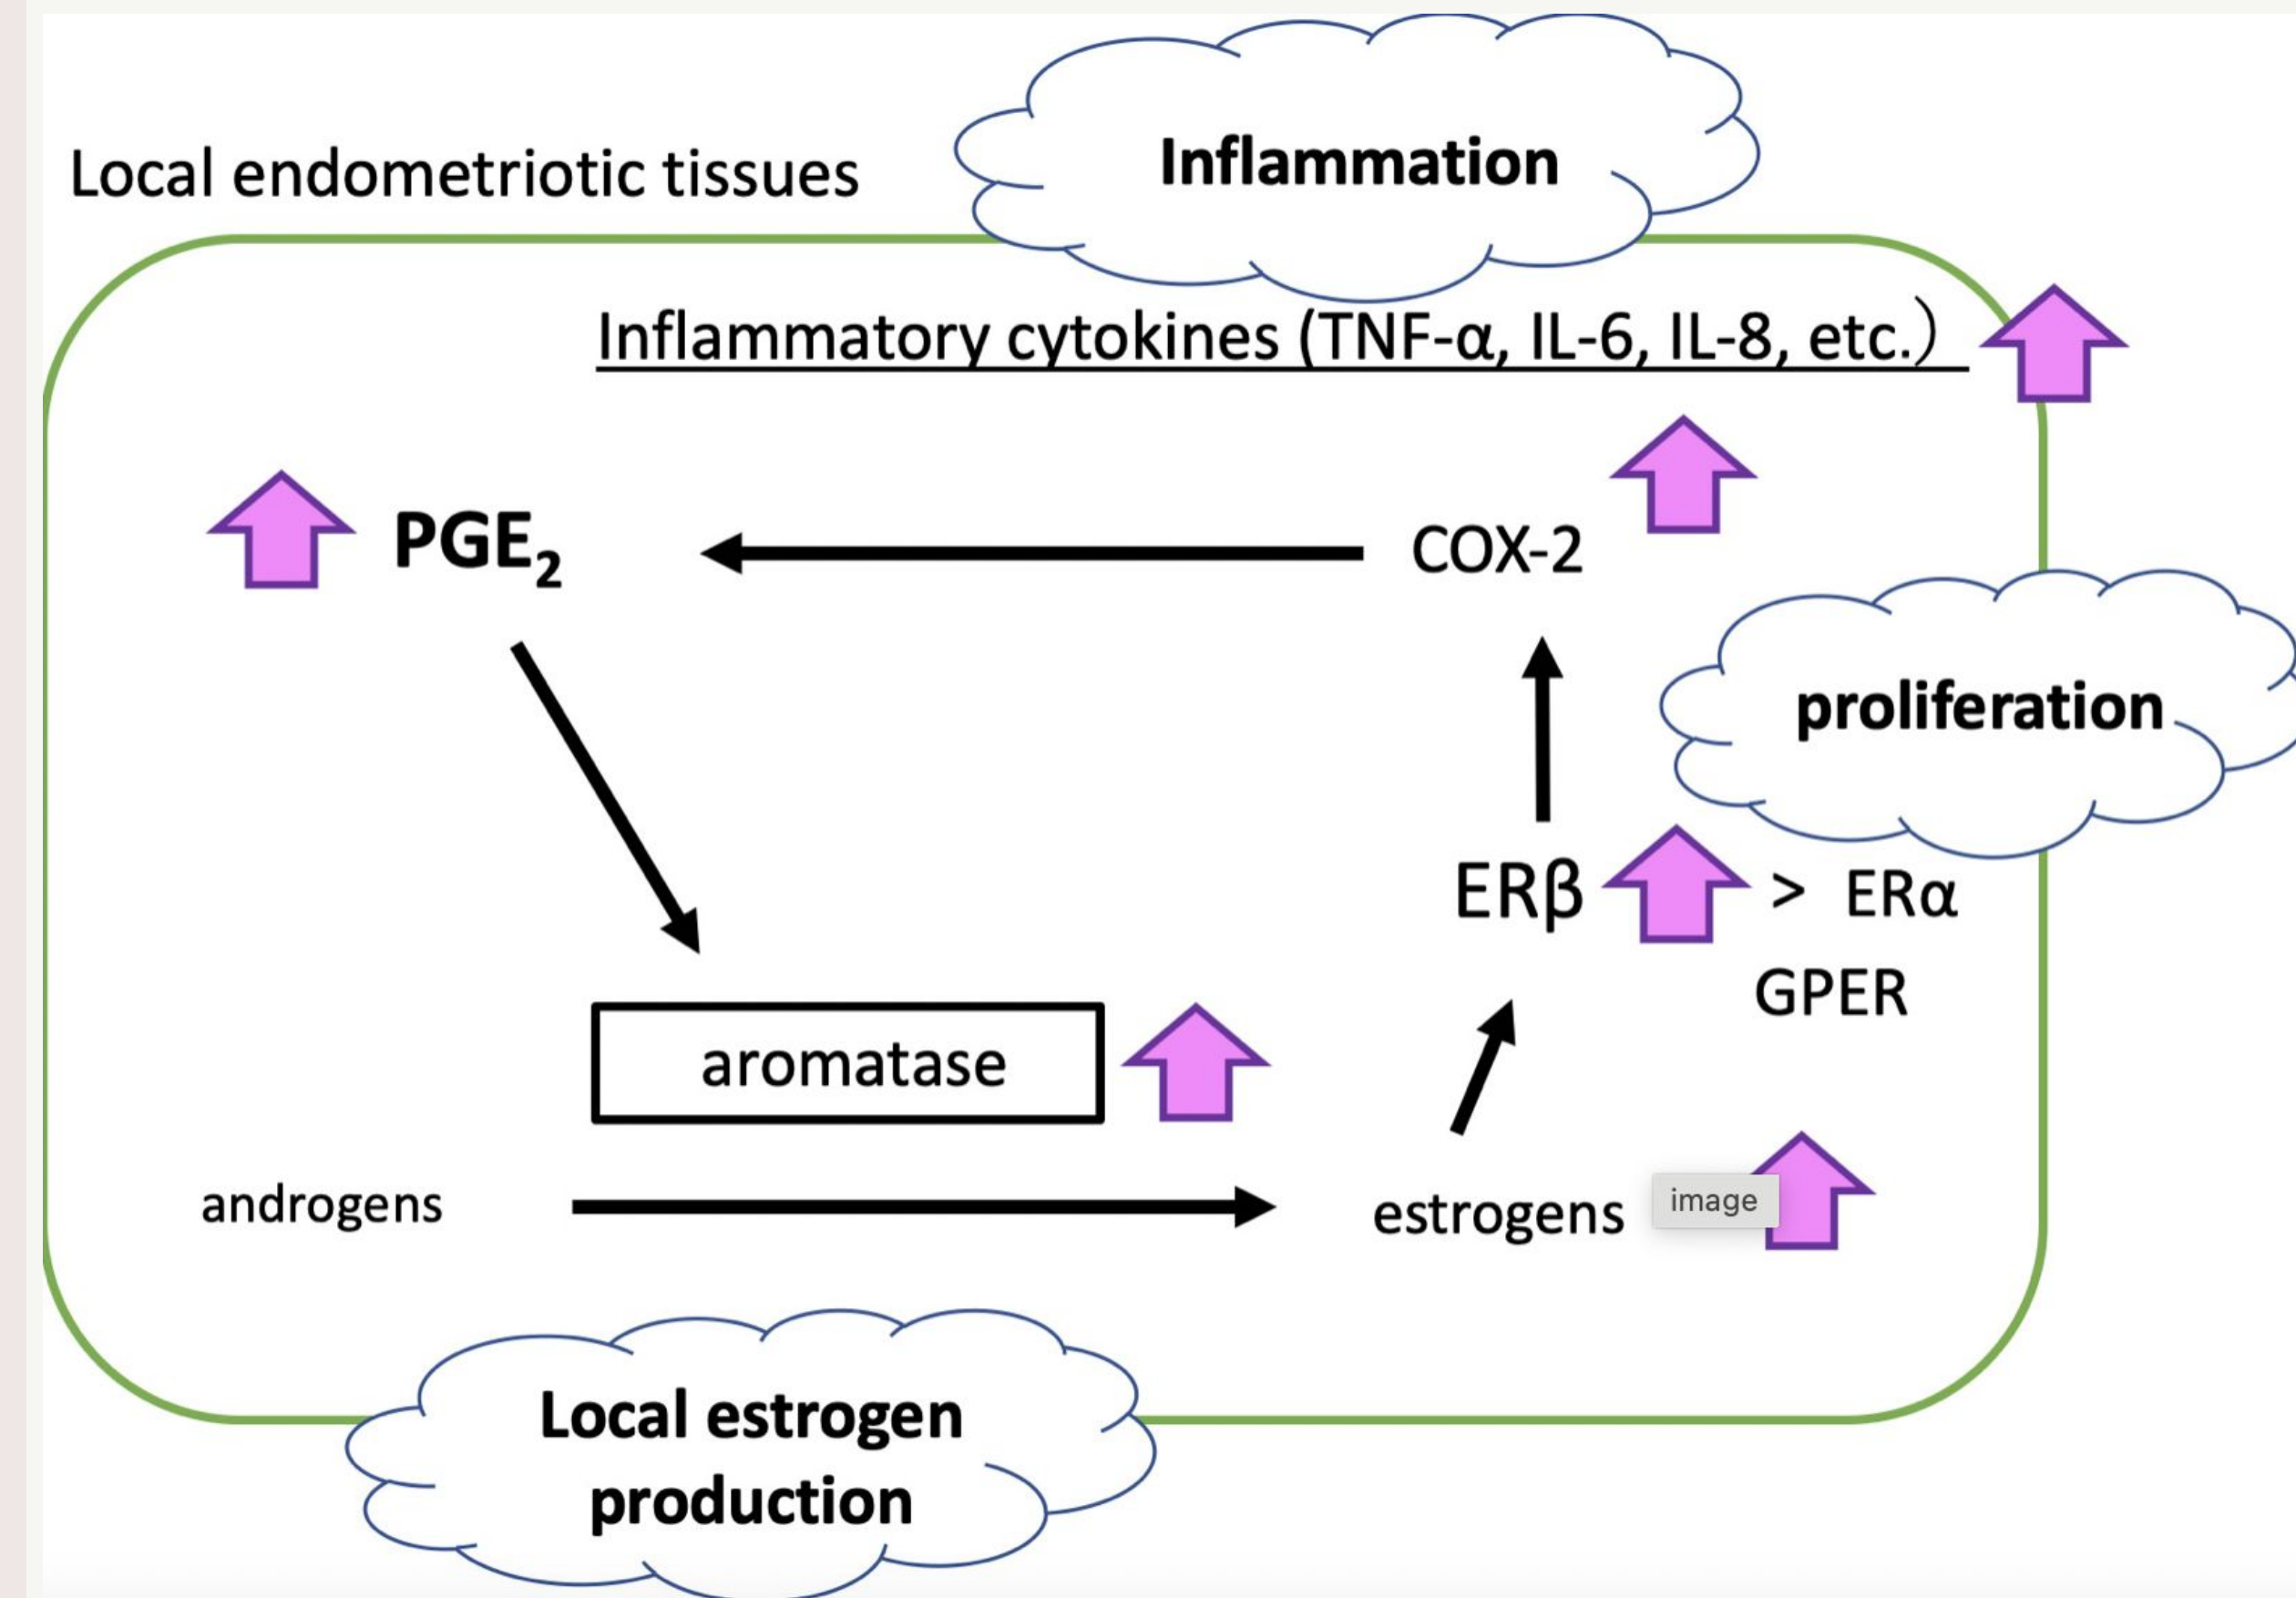 Inflammation
Local endometriotic tissues
Inflammatory cytokines (TNF-α, IL-6, IL-8, etc.)
PGE₂
COX-2
proliferation
ERβ > ERα
GPER
aromatase
androgens
estrogens
image
Local estrogen
production